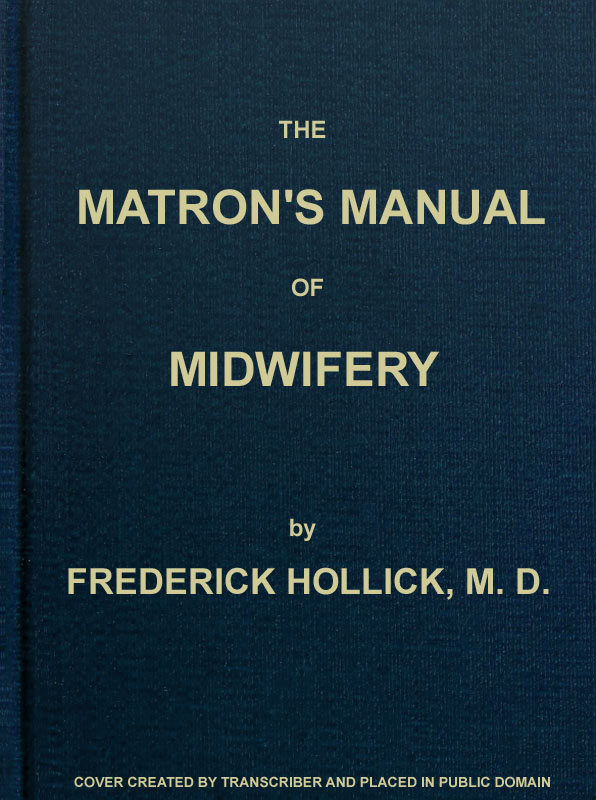 THE
MATRON'S MANUAL
OF
MIDWIFERY
by
FREDERICK HOLLICK, M. D.
COVER CREATED BY TRANSCRIBER AND PLACED IN PUBLIC DOMAIN